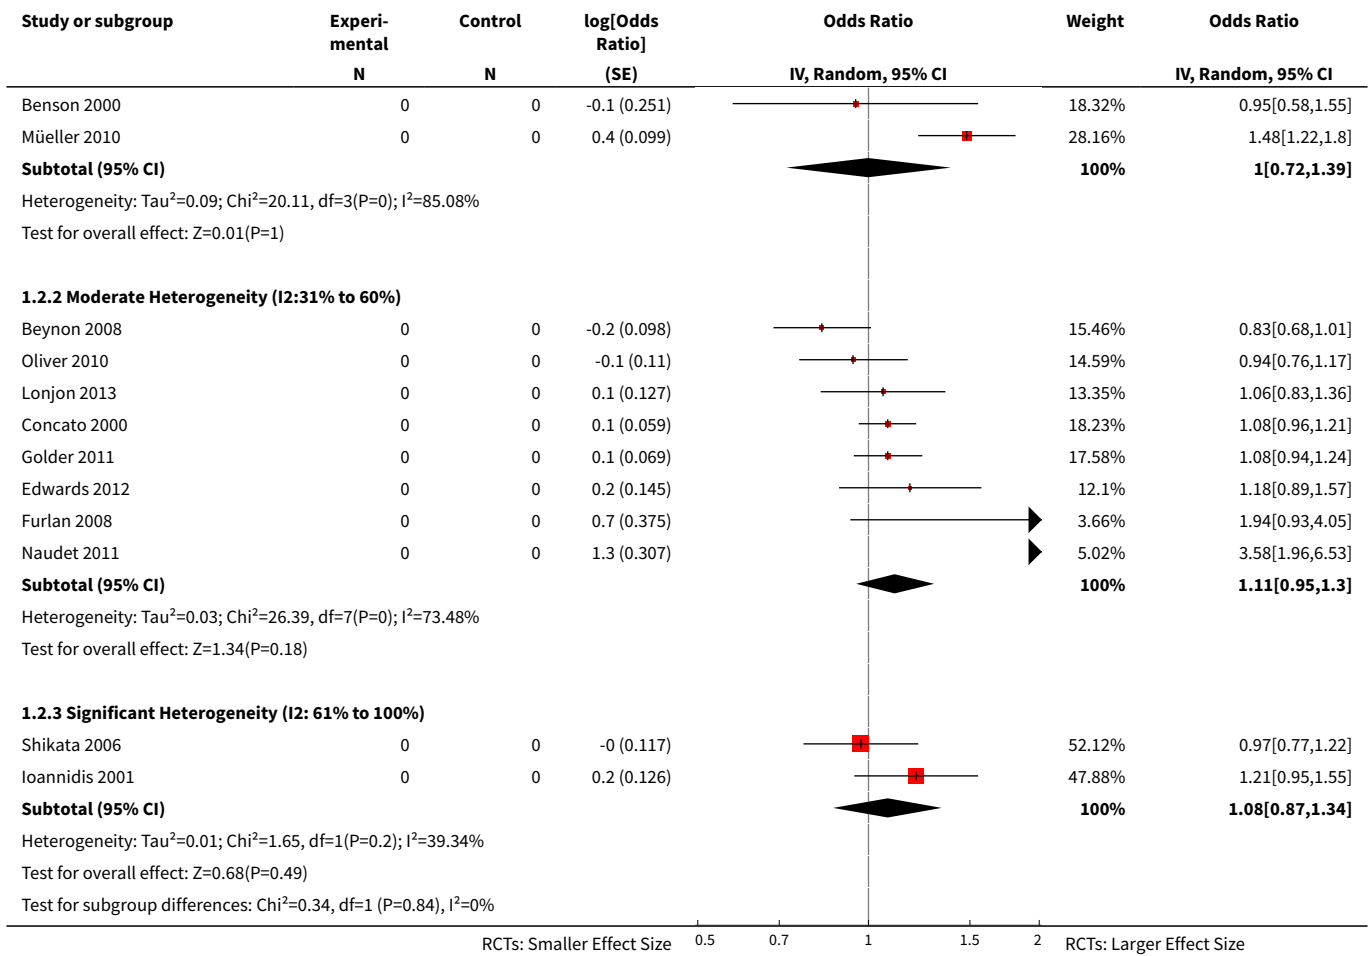 Study or subgroup Experi- Control log[Odds Odds Ratio Weight Odds Ratio
mental Ratio]
N N (SE) IV, Random, 95% CI IV, Random, 95% CI
Benson 2000 0 0 -0.1 (0.251) 18.32% 0.95[0.58,1.55]
Müeller 2010 0 0 0.4 (0.099) 28.16% 1.48[1.22,1.8]
Subtotal (95% CI) 100% 1[0.72,1.39]
Heterogeneity: Tau²=0.09; Chi²=20.11, df=3(P=0); I²=85.08%
Test for overall effect: Z=0.01(P=1)
1.2.2 Moderate Heterogeneity (I2:31% to 60%)
Beynon 2008 0 0 -0.2 (0.098) 15.46% 0.83[0.68,1.01]
Oliver 2010 0 0 -0.1 (0.11) 14.59% 0.94[0.76,1.17]
Lonjon 2013 0 0 0.1 (0.127) 13.35% 1.06[0.83,1.36]
Concato 2000 0 0 0.1 (0.059) 18.23% 1.08[0.96,1.21]
Golder 2011 0 0 0.1 (0.069) 17.58% 1.08[0.94,1.24]
Edwards 2012 0 0 0.2 (0.145) 12.1% 1.18[0.89,1.57]
Furlan 2008 0 0 0.7 (0.375) 3.66% 1.94[0.93,4.05]
Naudet 2011 0 0 1.3 (0.307) 5.02% 3.58[1.96,6.53]
Subtotal (95% CI) 100% 1.11[0.95,1.3]
Heterogeneity: Tau²=0.03; Chi²=26.39, df=7(P=0); I²=73.48%
Test for overall effect: Z=1.34(P=0.18)
1.2.3 Significant Heterogeneity (I2: 61% to 100%)
Shikata 2006 0 0 -0 (0.117) 52.12% 0.97[0.77,1.22]
Ioannidis 2001 0 0 0.2 (0.126) 47.88% 1.21[0.95,1.55]
Subtotal (95% CI) 100% 1.08[0.87,1.34]
Heterogeneity: Tau²=0.01; Chi²=1.65, df=1(P=0.2); I²=39.34%
Test for overall effect: Z=0.68(P=0.49)
Test for subgroup differences: Chi²=0.34, df=1 (P=0.84), I²=0%
RCTs: Smaller Effect Size 0.5 0.7 1 1.5 2 RCTs: Larger Effect Size